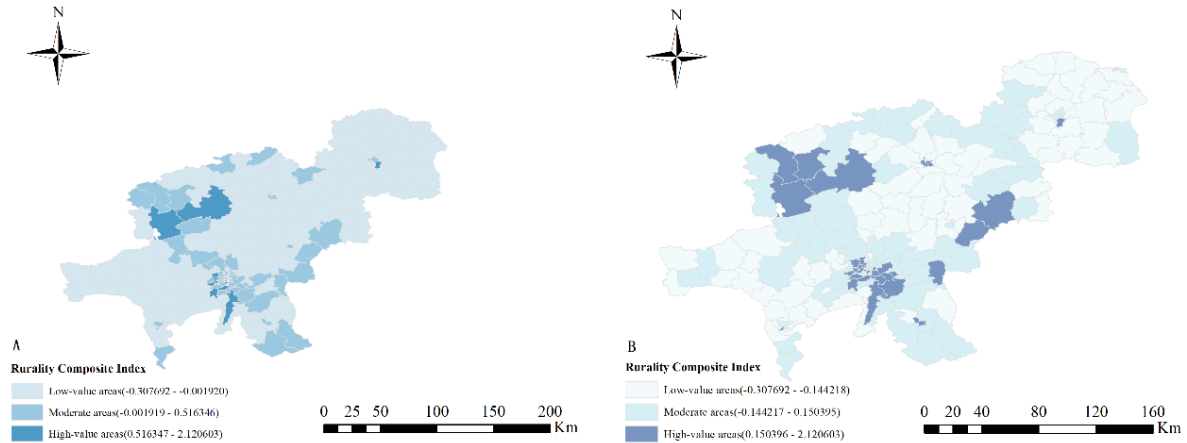 N
A
Rurality Composite Index
Low-value areas(-0.307692 - -0.001920)
Moderate areas(-0.001919 - 0.516346)
High-value areas(0.516347 - 2.120603)
0 25 50 100 150 200
Km
N
B
Rurality Composite Index
Low-value areas(-0.307692 - -0.144218)
Moderate areas(-0.144217 - 0.150395)
High-value areas(0.150396 - 2.120603)
0 20 40 80 120 160
Km